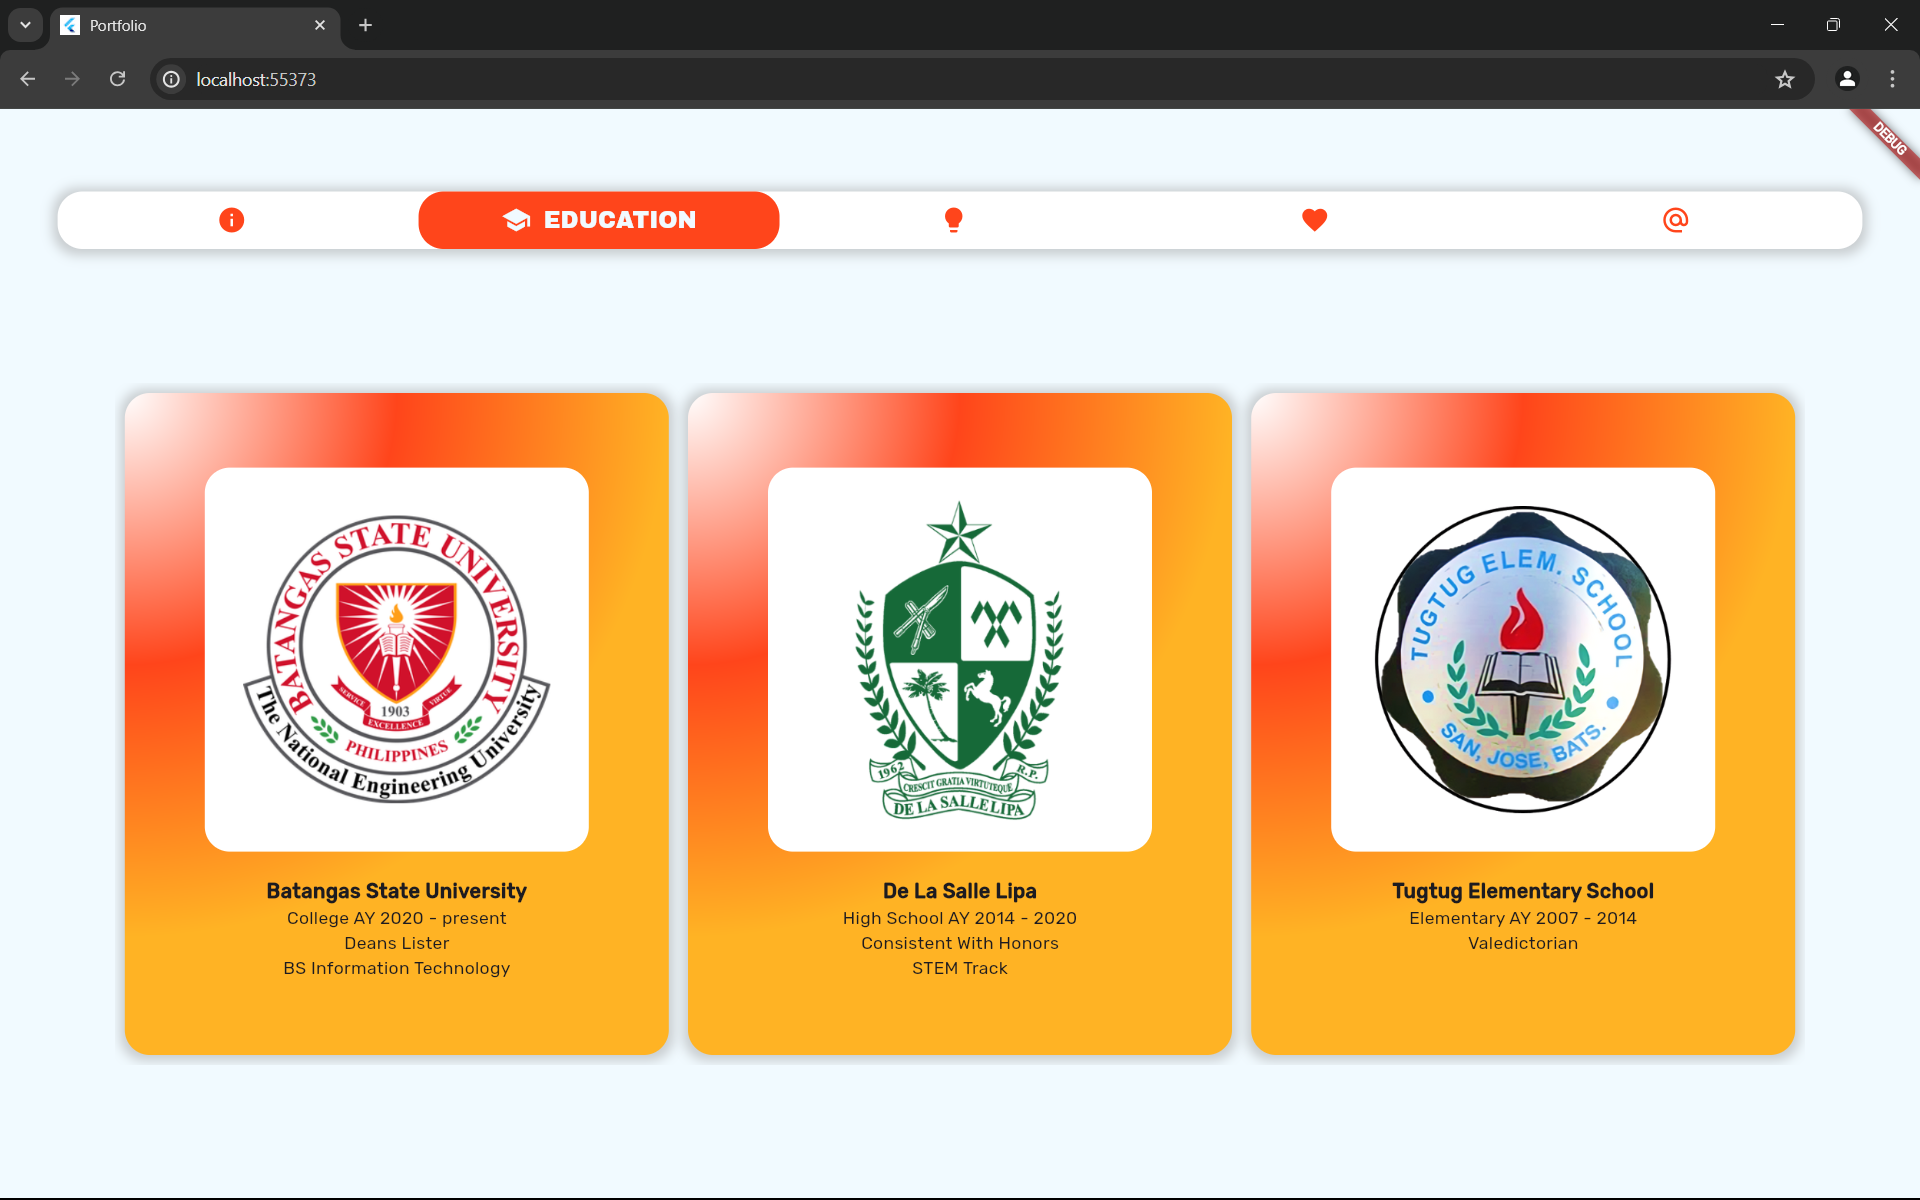 Portfolio
localhost:55373
DEBUG
EDUCATION
BATANGAS STATE UNIVERSITY
SERVICE
EXCELLENCE
VIRTUE
1903
PHILIPPINES
The National Engineering University
1962
R.P.
CRESCIT GRATIA VIRTUTEQUE
DE LA SALLE LIPA
TUGTUG ELEM. SCHOOL
SAN, JOSE, BATS.
Batangas State University
College AY 2020 - present
Deans Lister
BS Information Technology
De La Salle Lipa
High School AY 2014 - 2020
Consistent With Honors
STEM Track
Tugtug Elementary School
Elementary AY 2007 - 2014
Valedictorian